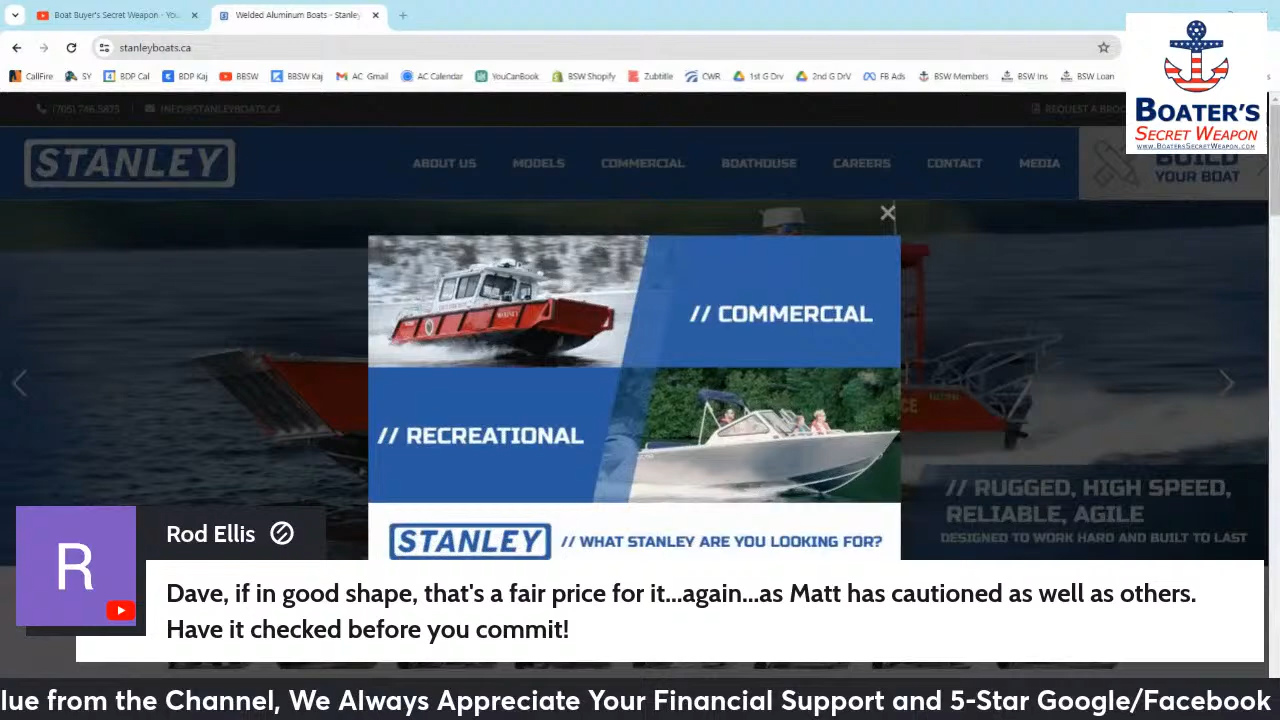 Boat Buyer's Secret Weapon - You
Welded Aluminum Boats - Stanley
stanleyboats.ca
CallFire SY BDP Cal BDP Kaj BBSW BBSW Kaj AC Gmail AC Calendar YouCanBook BSW Shopify Zubtitle CWR 1st G DrV 2nd G DrV FB Ads BSW Members BSW Ins BSW Loan
BOATER'S
SECRET WEAPON
WWW.BOATERSSECRETWEAPON.COM
(705) 746.5875 INFO@STANLEYBOATS.CA REQUEST A BROC
STANLEY
ABOUT US MODELS COMMERCIAL BOATHOUSE CAREERS CONTACT MEDIA
BUILD
YOUR BOAT
// COMMERCIAL
// RECREATIONAL
// RUGGED, HIGH SPEED,
RELIABLE, AGILE
DESIGNED TO WORK HARD AND BUILT TO LAST
STANLEY // WHAT STANLEY ARE YOU LOOKING FOR?
R
Rod Ellis
Dave, if in good shape, that's a fair price for it...again...as Matt has cautioned as well as others.
Have it checked before you commit!
lue from the Channel, We Always Appreciate Your Financial Support and 5-Star Google/Facebook